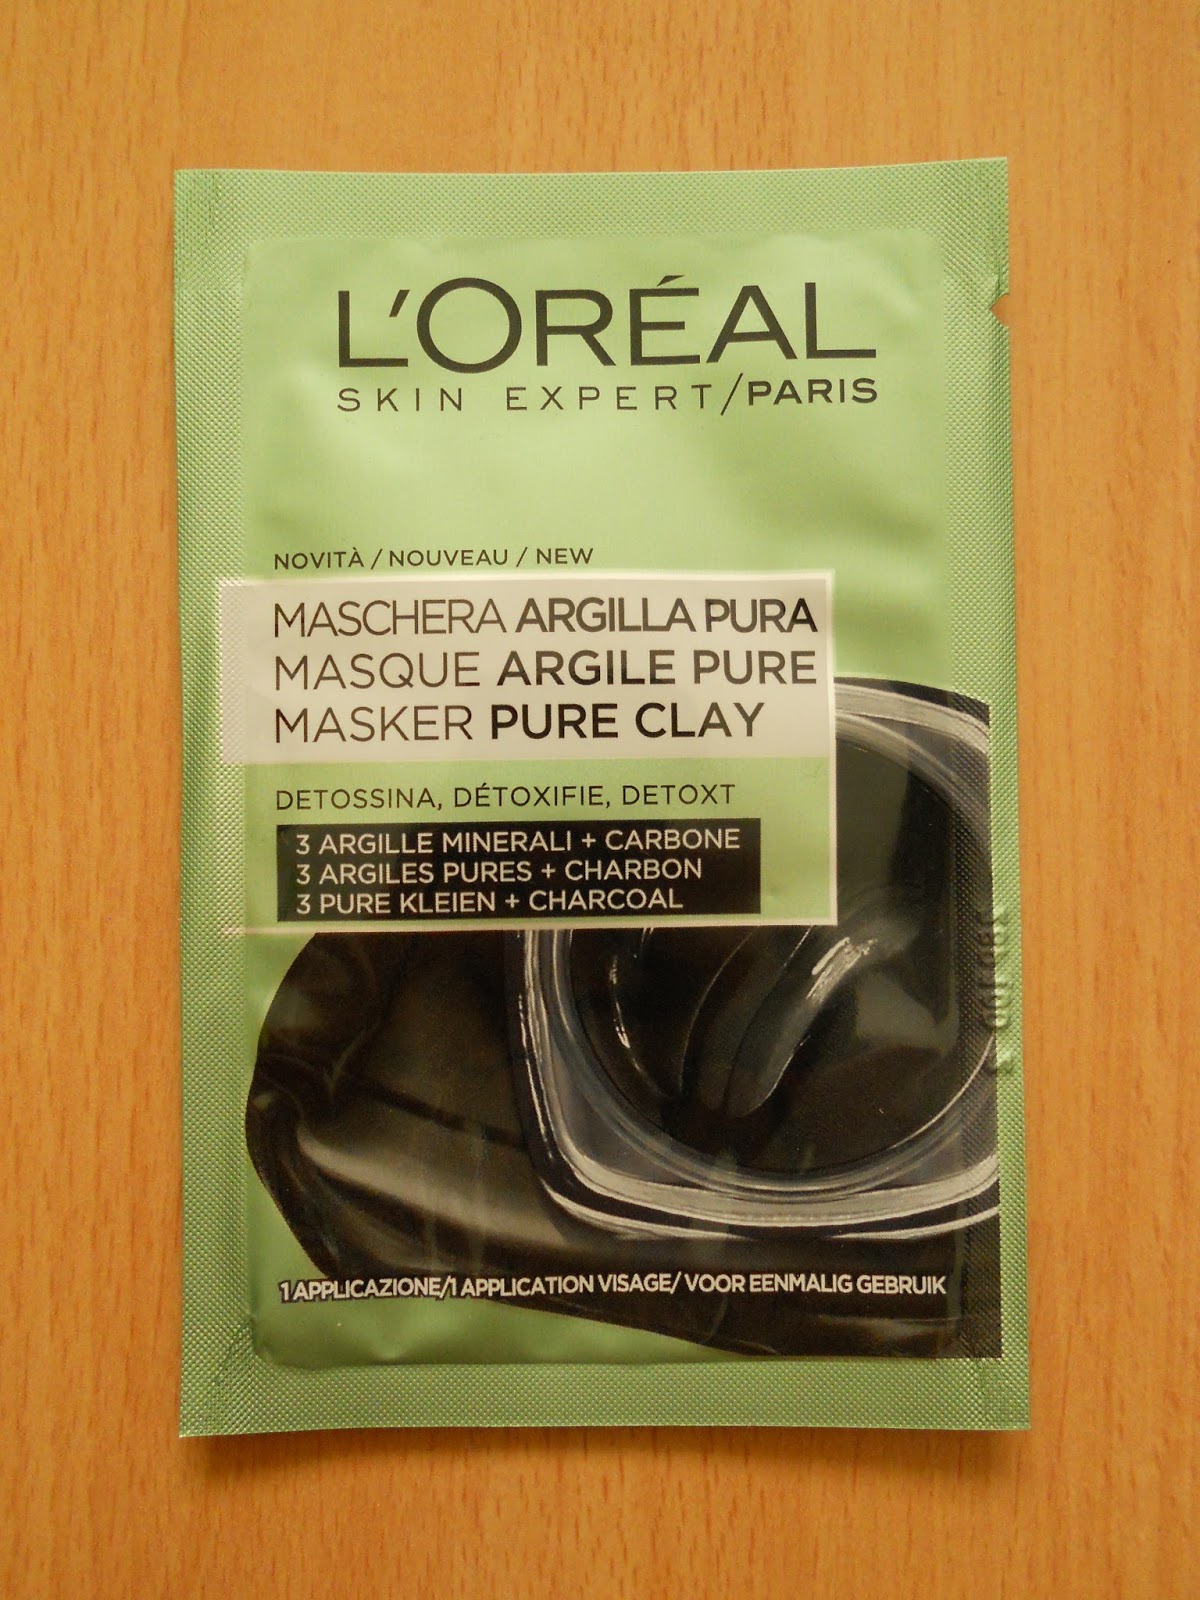 L'ORÉAL
SKIN EXPERT/PARIS
NOVITÀ / NOUVEAU / NEW
MASCHERA ARGILLA PURA
MASQUE ARGILE PURE
MASKER PURE CLAY
DETOSSINA, DÉTOXIFIE, DETOXT
3 ARGILLE MINERALI + CARBONE
3 ARGILES PURES + CHARBON
3 PURE KLEIEN + CHARCOAL
1 APPLICAZIONE/1 APPLICATION VISAGE/ VOOR EENMALIG GEBRUIK